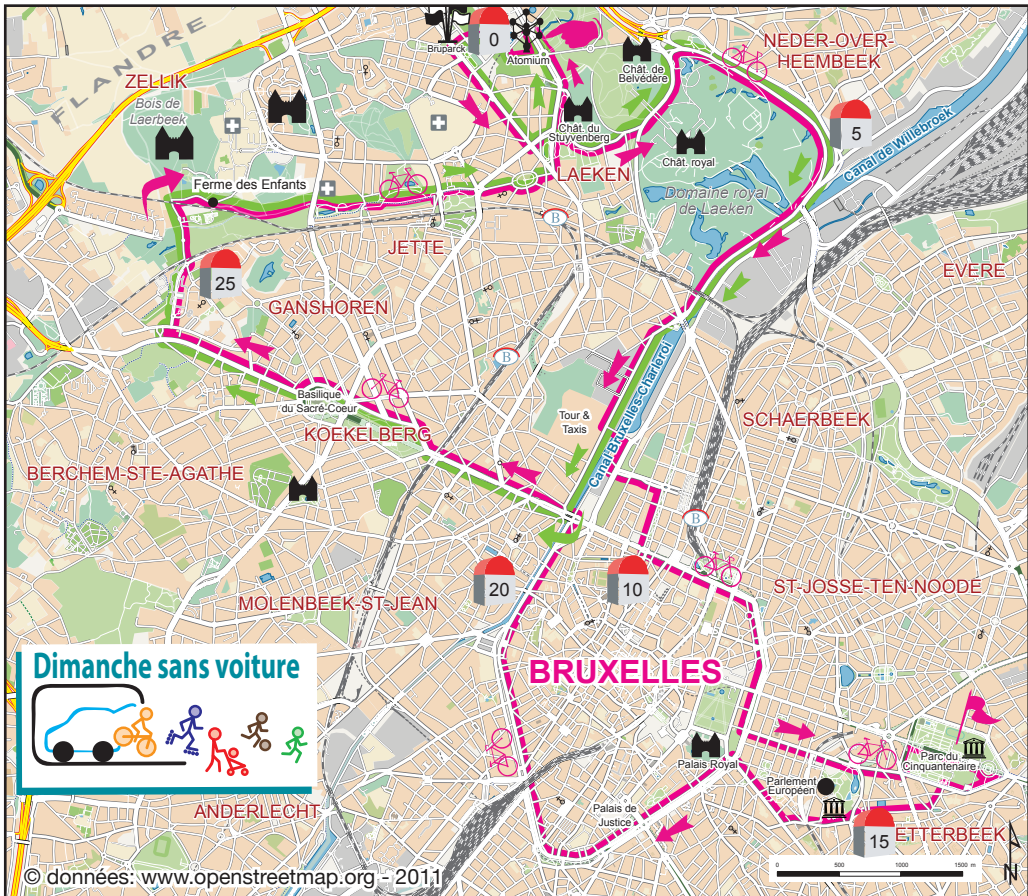 FLANDRE
ZELLIK
Bois de
Laerbeek
Bruparck
0
Atomium
Chât. de
Belvédère
NEDER-OVER-
HEEMBEEK
5
Canal de Willebroek
Chât. du
Stuyvenberg
Chât. royal
LAEKEN
Domaine royal
de Laeken
Ferme des Enfants
B
JETTE
EVERE
25
GANSHOREN
B
Canal Bruxelles-Charleroi
Basilique
du Sacré-Coeur
Tour &
Taxis
KOEKELBERG
SCHAERBEEK
BERCHEM-STE-AGATHE
B
20
10
MOLENBEEK-ST-JEAN
ST-JOSSE-TEN-NOODE
BRUXELLES
Dimanche sans voiture
Palais Royal
Parc du
Cinquantenaire
Parlement
Européen
ANDERLECHT
Palais de
Justice
15
ETTERBEEK
0 500 1000 1500 m
N
© données: www.openstreetmap.org - 2011